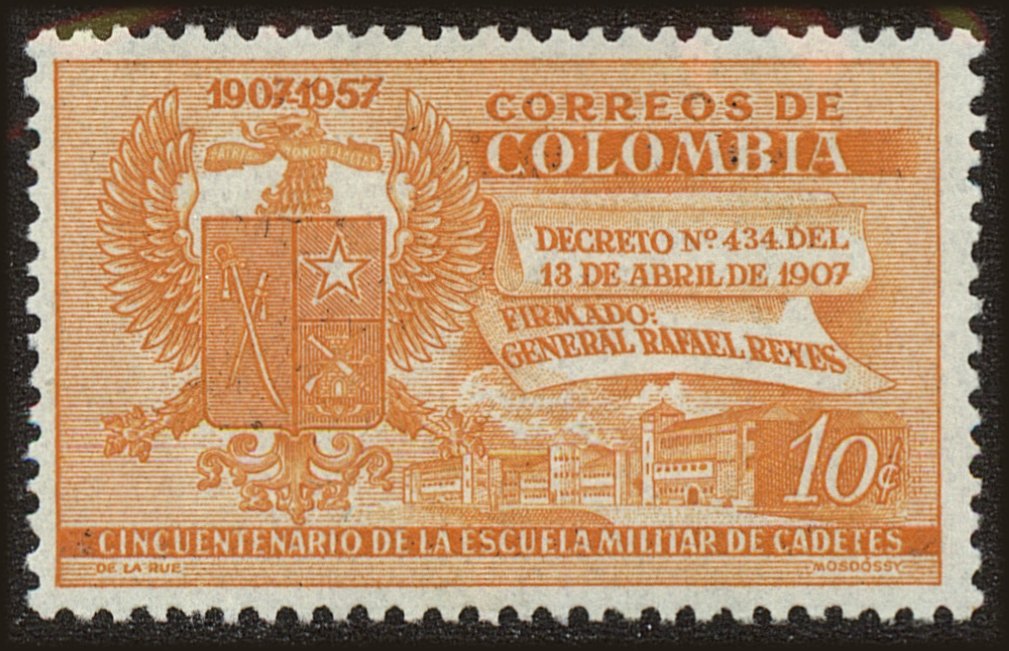 1907-1957
CORREOS DE
COLOMBIA
PATRIA HONOR LEALTAD
DECRETO Nº 434. DEL
13 DE ABRIL DE 1907
FIRMADO:
GENERAL RAFAEL REYES
10¢
CINCUENTENARIO DE LA ESCUELA MILITAR DE CADETES
DE LA RUE
MOSDÓSSY